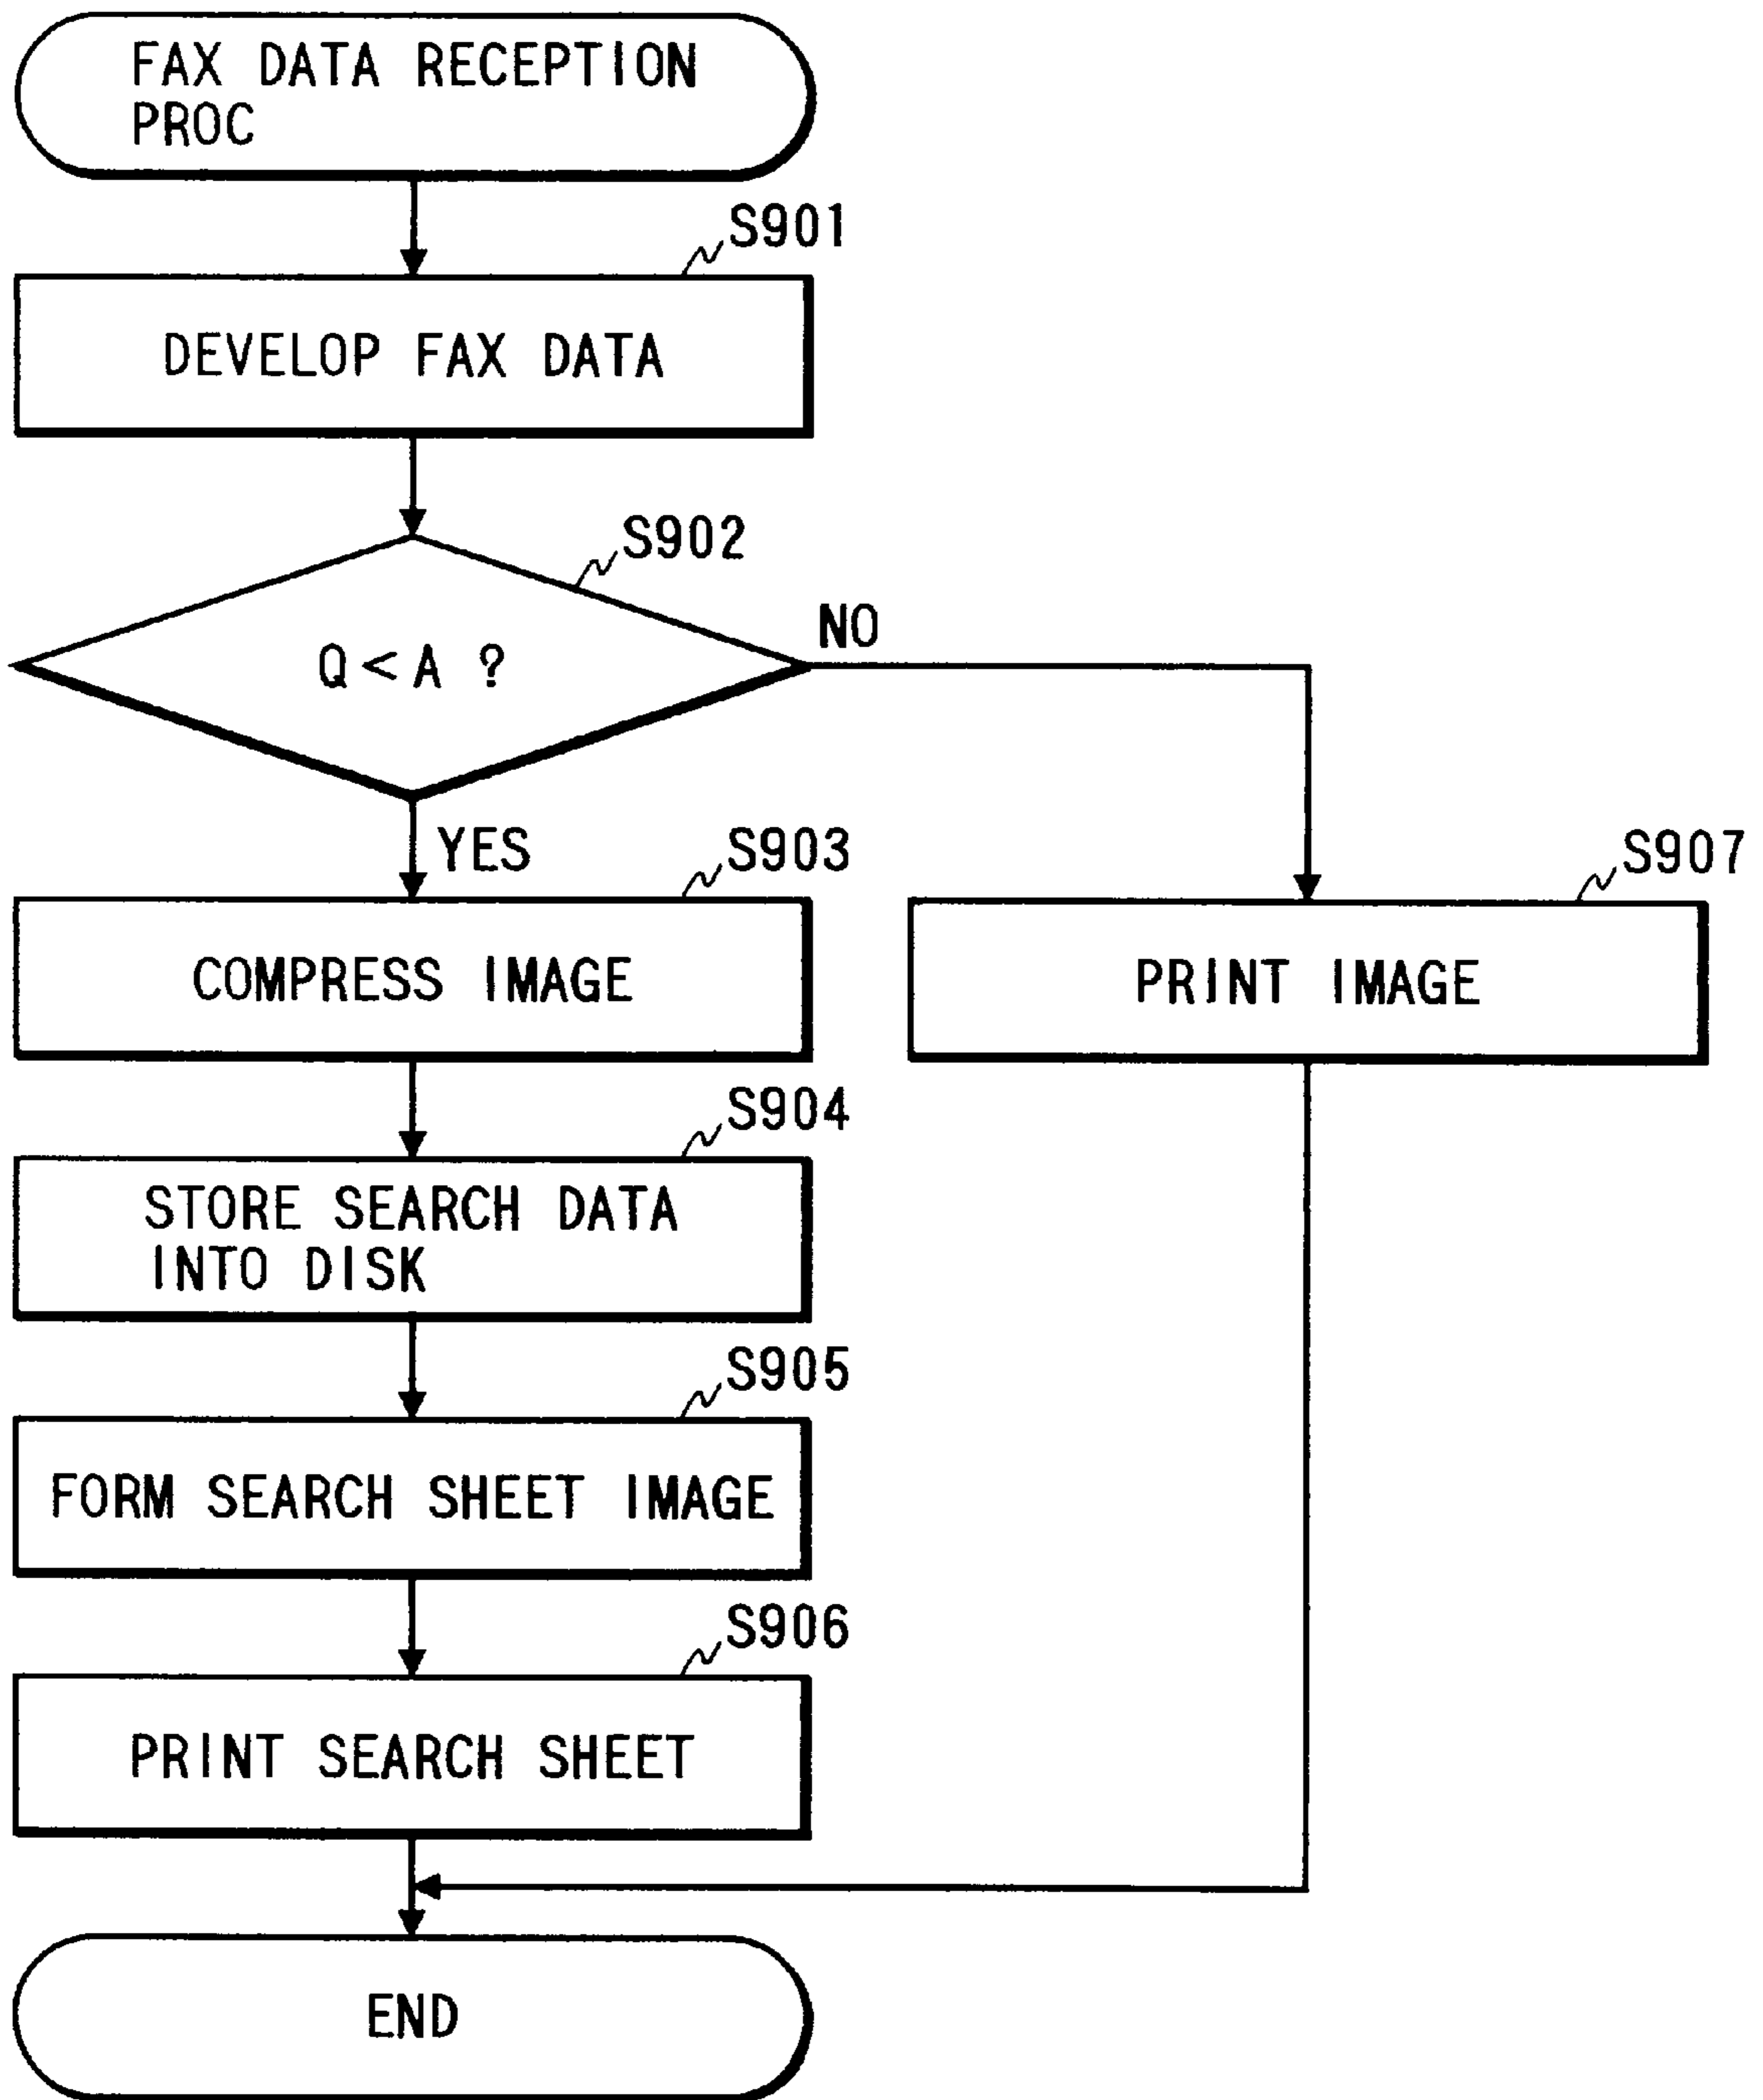 FAX DATA RECEPTION
PROC
S901
DEVELOP FAX DATA
S902
Q < A ?
NO
YES
S903
COMPRESS IMAGE
S907
PRINT IMAGE
S904
STORE SEARCH DATA
INTO DISK
S905
FORM SEARCH SHEET IMAGE
S906
PRINT SEARCH SHEET
END